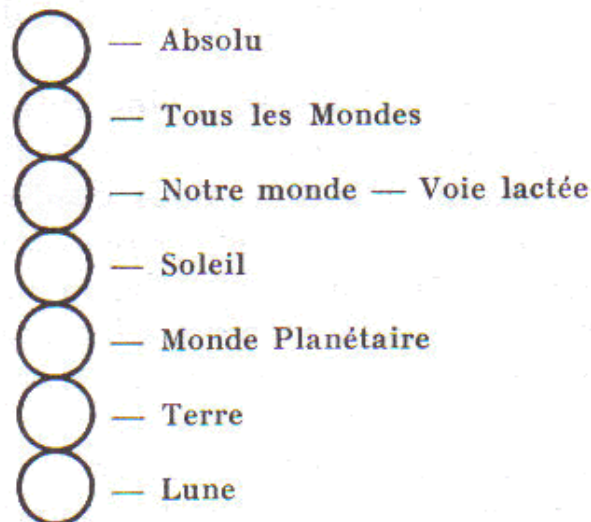 — Absolu
— Tous les Mondes
— Notre monde — Voie lactée
— Soleil
— Monde Planétaire
— Terre
— Lune